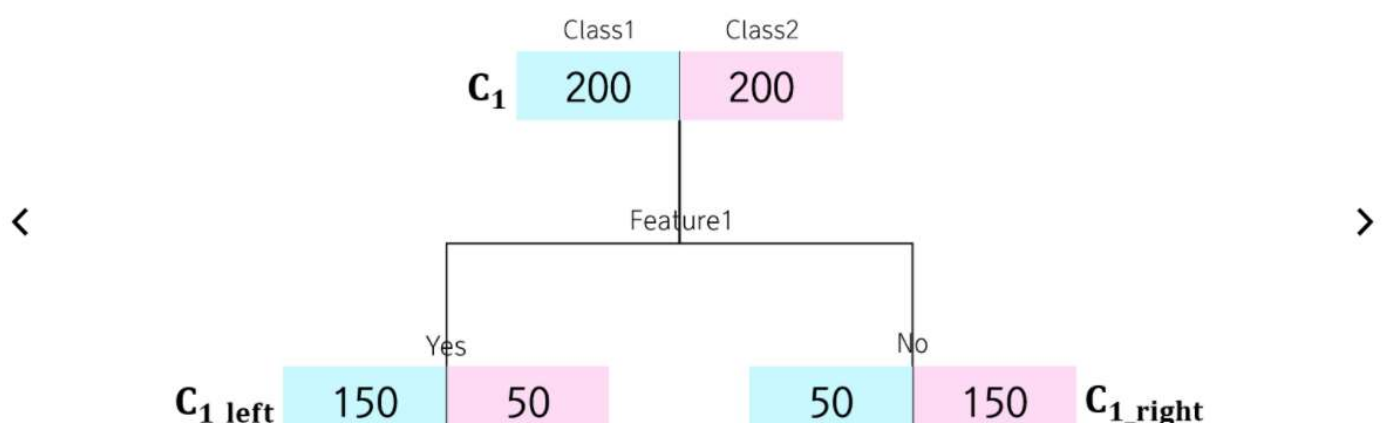 Class1 Class2
C1 200 200
Feature1
Yes No
C1_left 150 50 50 150 C1_right